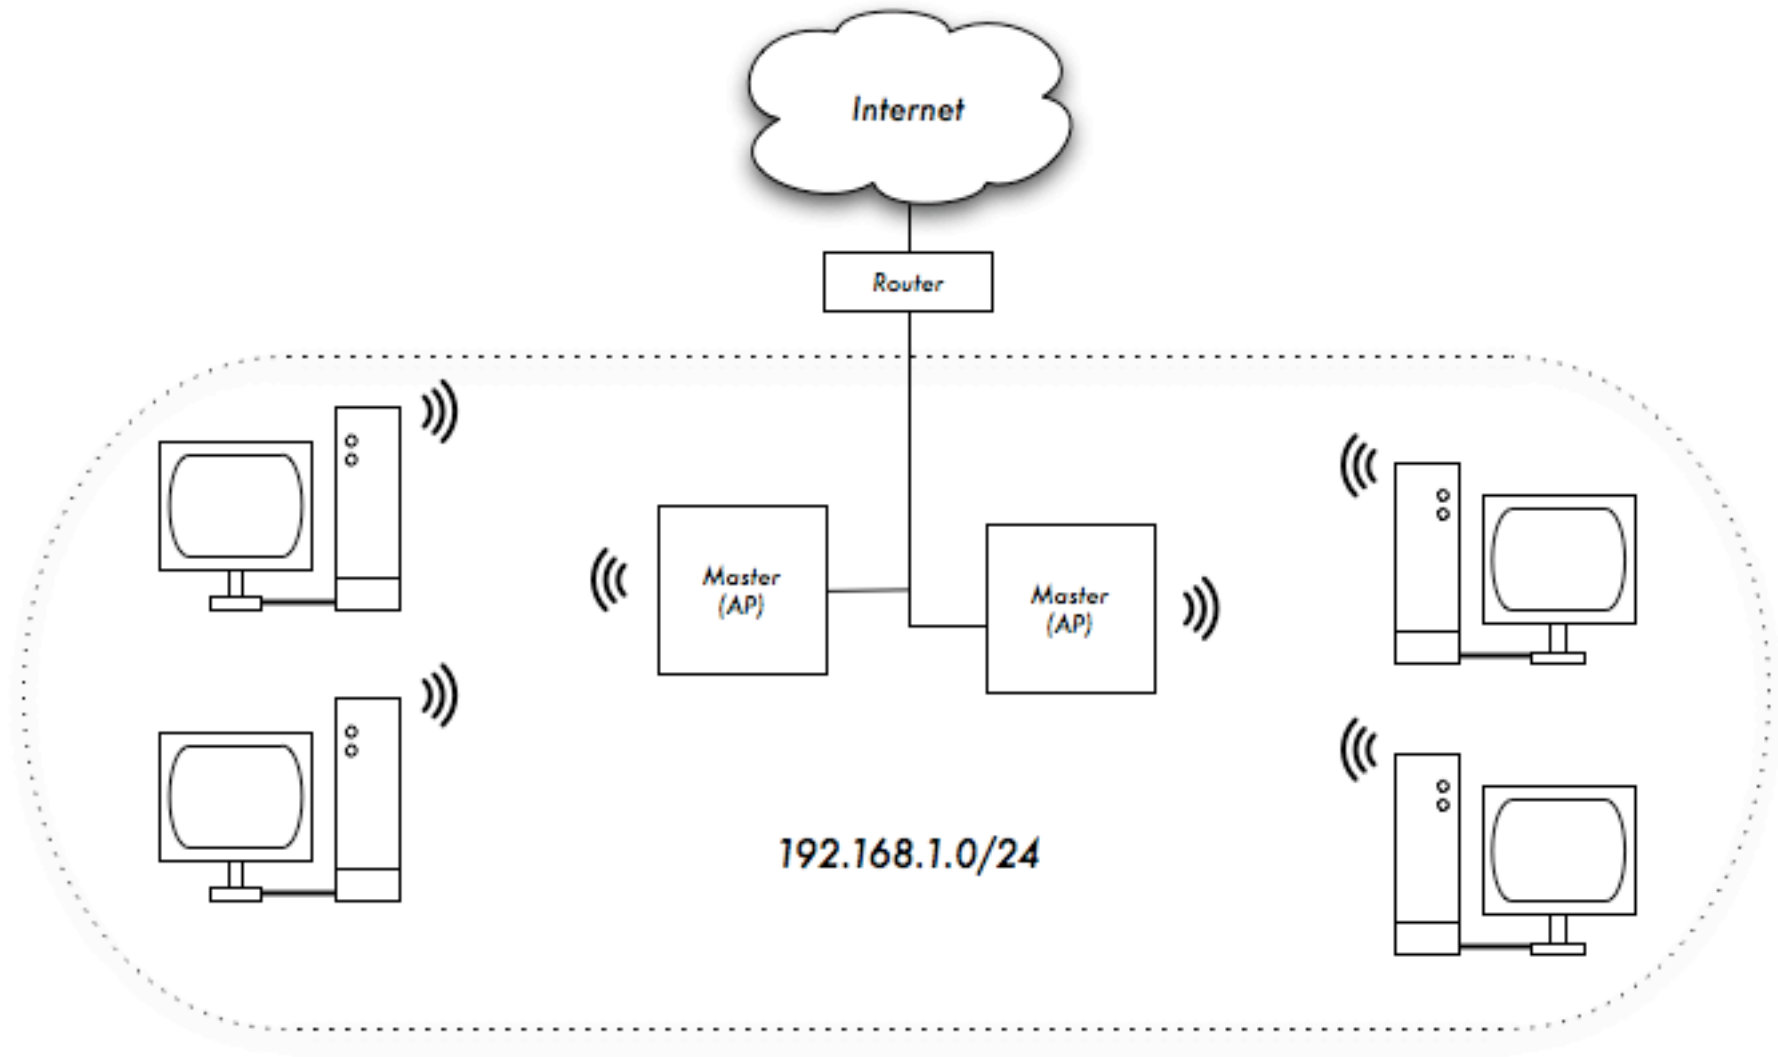 Internet
Router
Master
(AP)
Master
(AP)
192.168.1.0/24